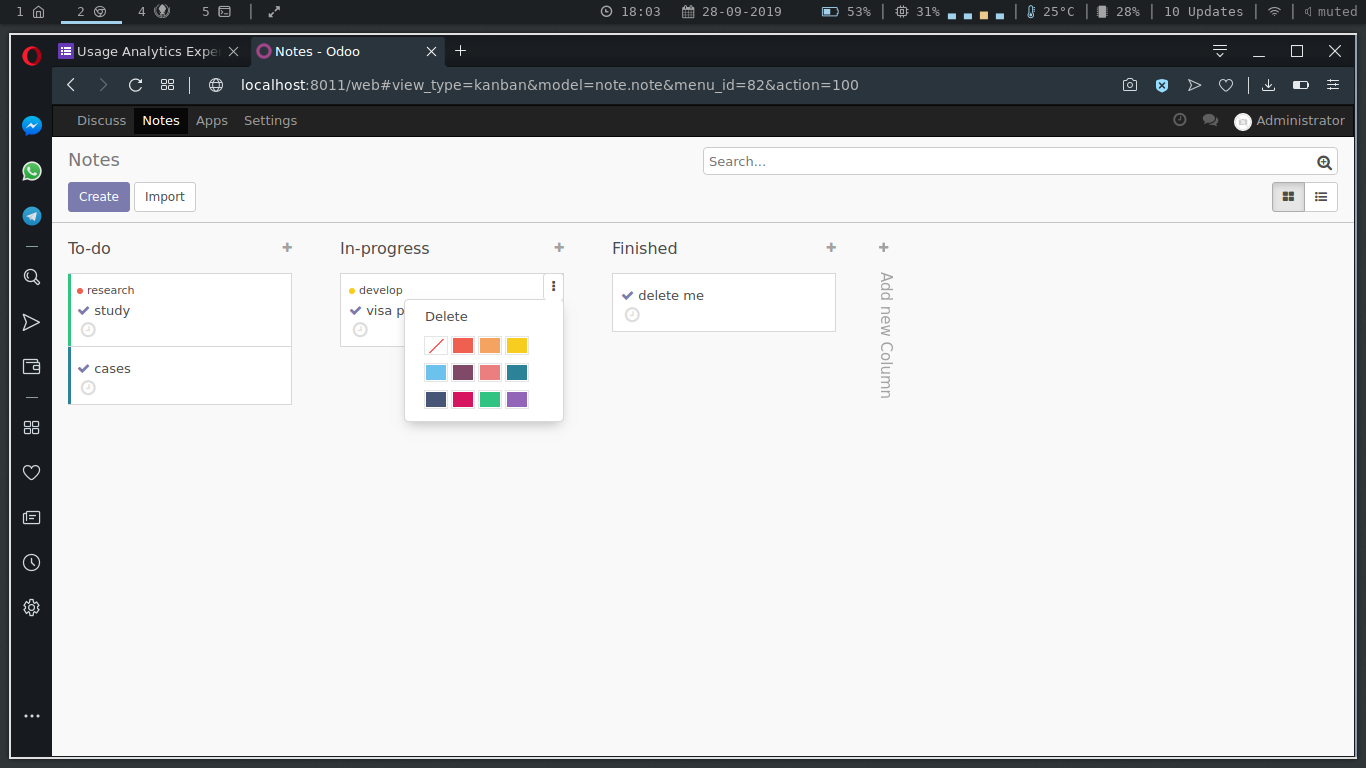 1 2 4 5 18:03 28-09-2019 53% 31% 25°C 28% 10 Updates muted
Usage Analytics Expe Notes - Odoo
localhost:8011/web#view_type=kanban&model=note.note&menu_id=82&action=100
Discuss Notes Apps Settings Administrator
Notes
Search...
Create Import
To-do In-progress Finished
research
study
cases
develop
visa p
Delete
delete me
Add new Column